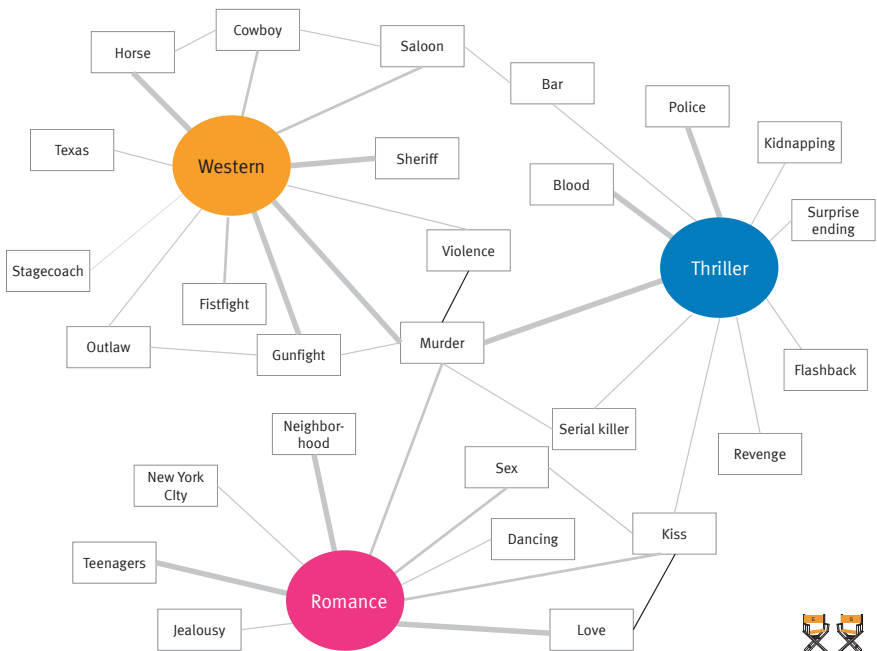 Cowboy
Horse
Saloon
Bar
Police
Kidnapping
Texas
Western
Sheriff
Blood
Surprise
ending
Violence
Thriller
Stagecoach
Fistfight
Outlaw
Gunfight
Murder
Flashback
Neighbor-
hood
Serial killer
Revenge
Sex
New York
CIty
Kiss
Dancing
Teenagers
Romance
Jealousy
Love